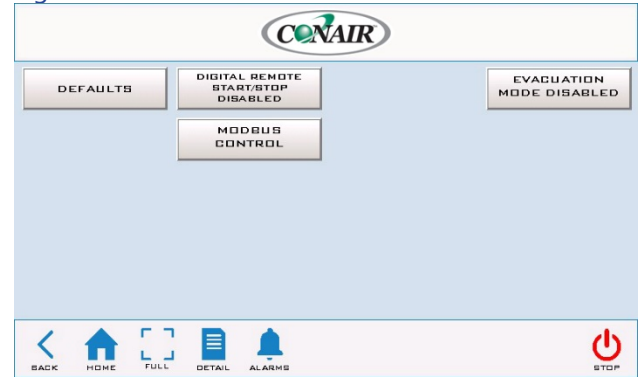 CONAIR
DEFAULTS
DIGITAL REMOTE
START/STOP
DISABLED
EVACUATION
MODE DISABLED
MODBUS
CONTROL
BACK
HOME
FULL
DETAIL
ALARMS
STOP